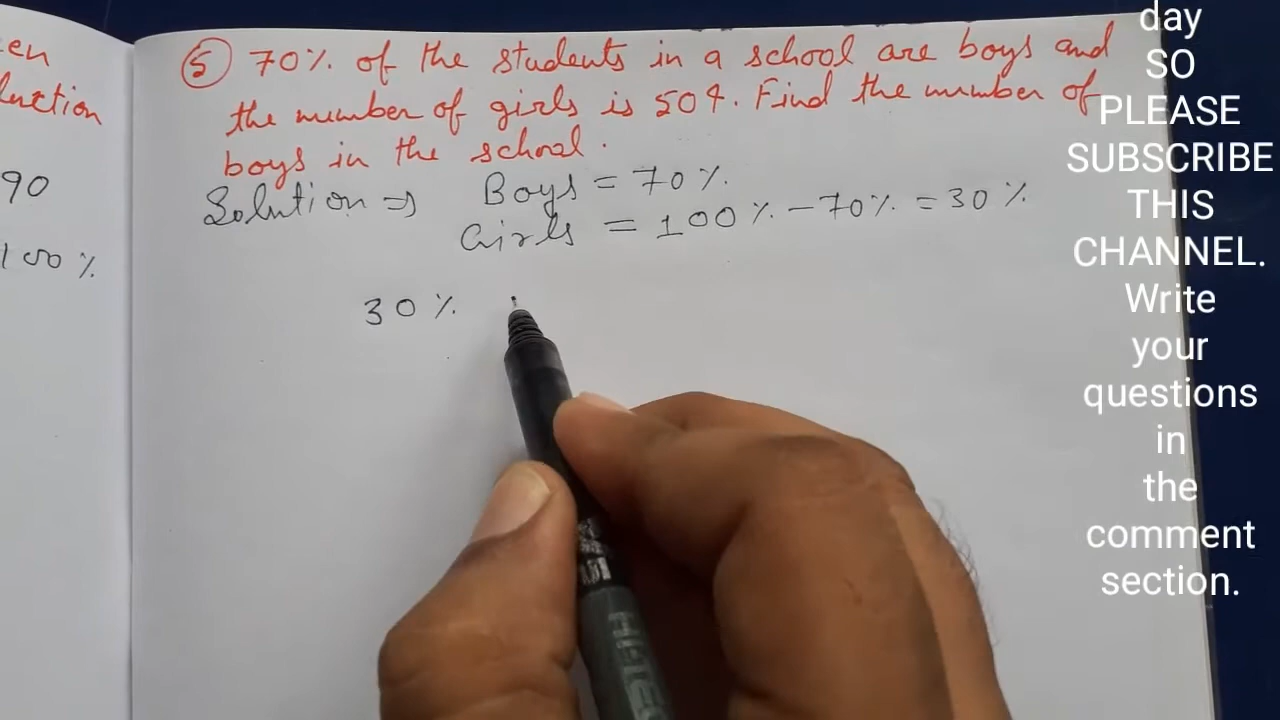 en
luction
90
100%
5 70% of the students in a school are boys and
the number of girls is 504. Find the number of
boys in the school.
Solution ⇒ Boys = 70%.
Girls = 100% - 70% = 30%
30%
day
SO
PLEASE
SUBSCRIBE
THIS
CHANNEL.
Write
your
questions
in
the
comment
section.
HI-TEC